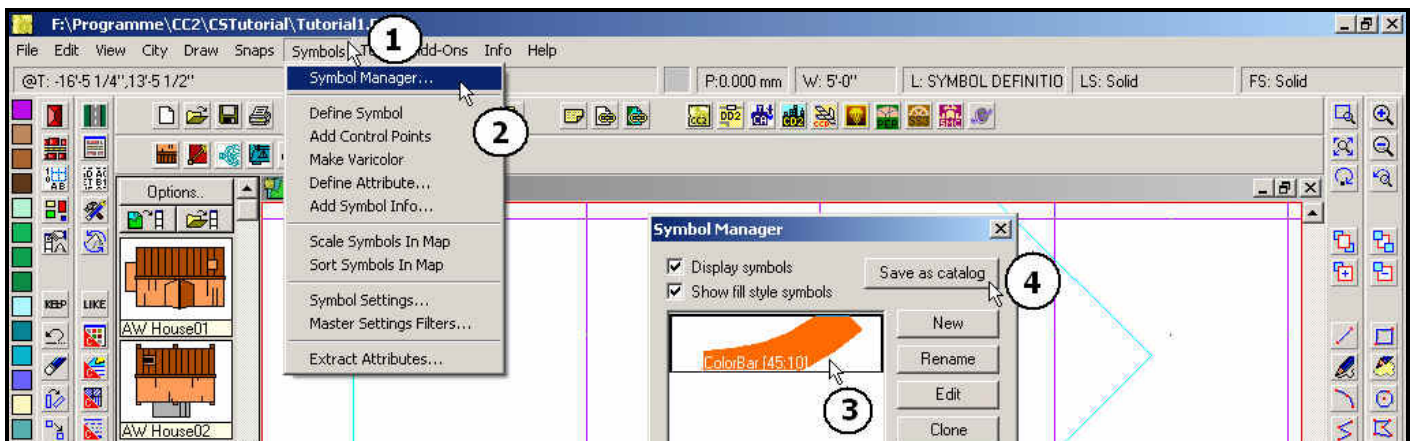 F:\Programme\CC2\CSTutorial\Tutorial1.
1
File Edit View City Draw Snaps Symbols dd-Ons Info Help
@T: -16'-5 1/4",13'-5 1/2"
P:0.000 mm
W: 5'-0"
L: SYMBOL DEFINITIO
LS: Solid
FS: Solid
Symbol Manager...
2
Define Symbol
Add Control Points
Make Varicolor
Define Attribute...
Add Symbol Info...
Scale Symbols In Map
Sort Symbols In Map
Symbol Settings...
Master Settings Filters...
Extract Attributes...
Options..
KEEP LIKE
AW House01
AW House02
Symbol Manager
Display symbols
Save as catalog
4
Show fill style symbols
New
ColorBar [45:10]
Rename
3
Edit
Clone